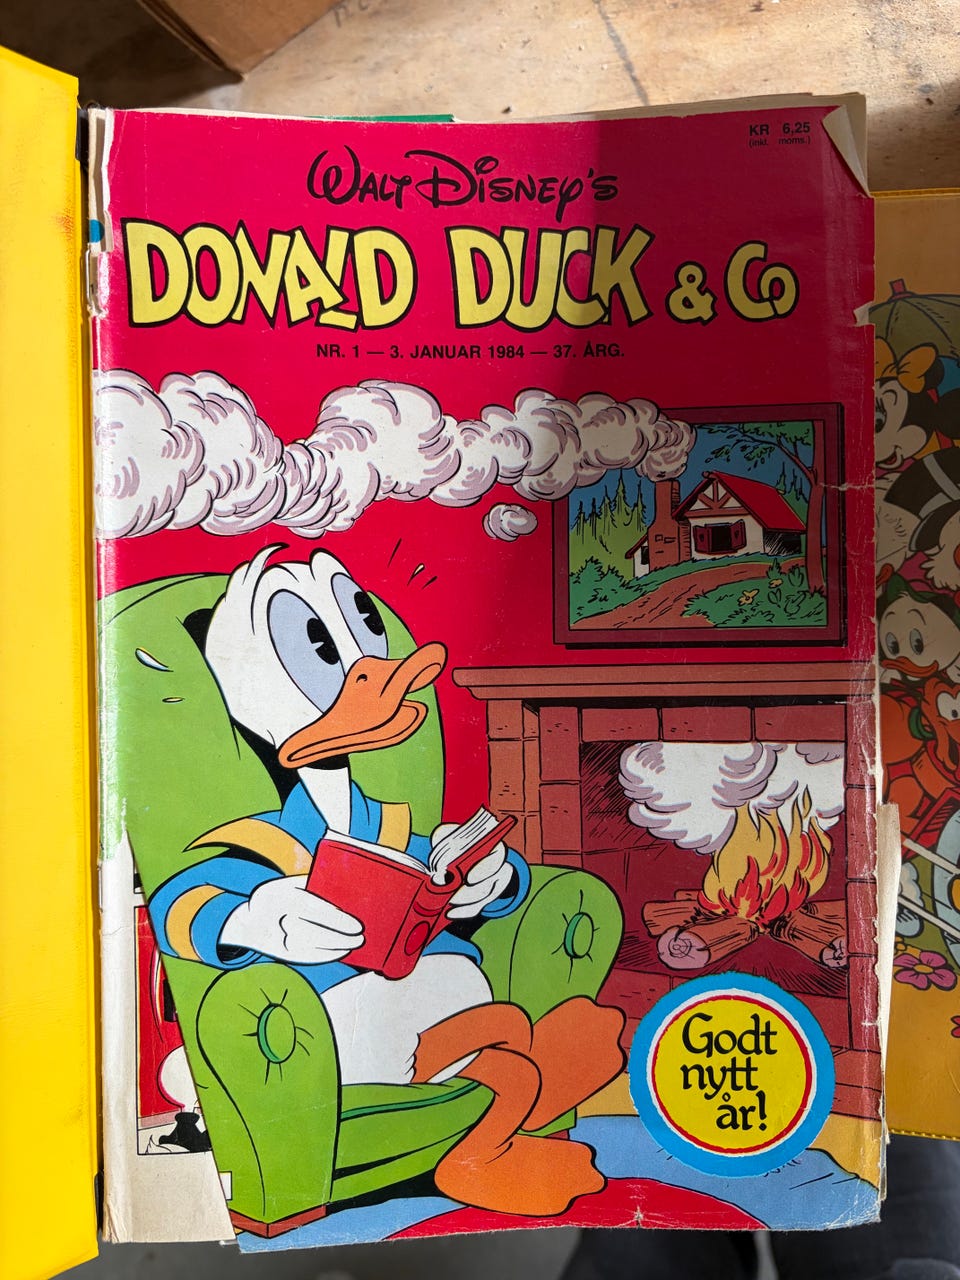 KR 6,25
(inkl. moms.)
WALT DISNEY'S
DONALD DUCK & Co
NR. 1 — 3. JANUAR 1984 — 37. ÅRG.
Godt
nytt
år!